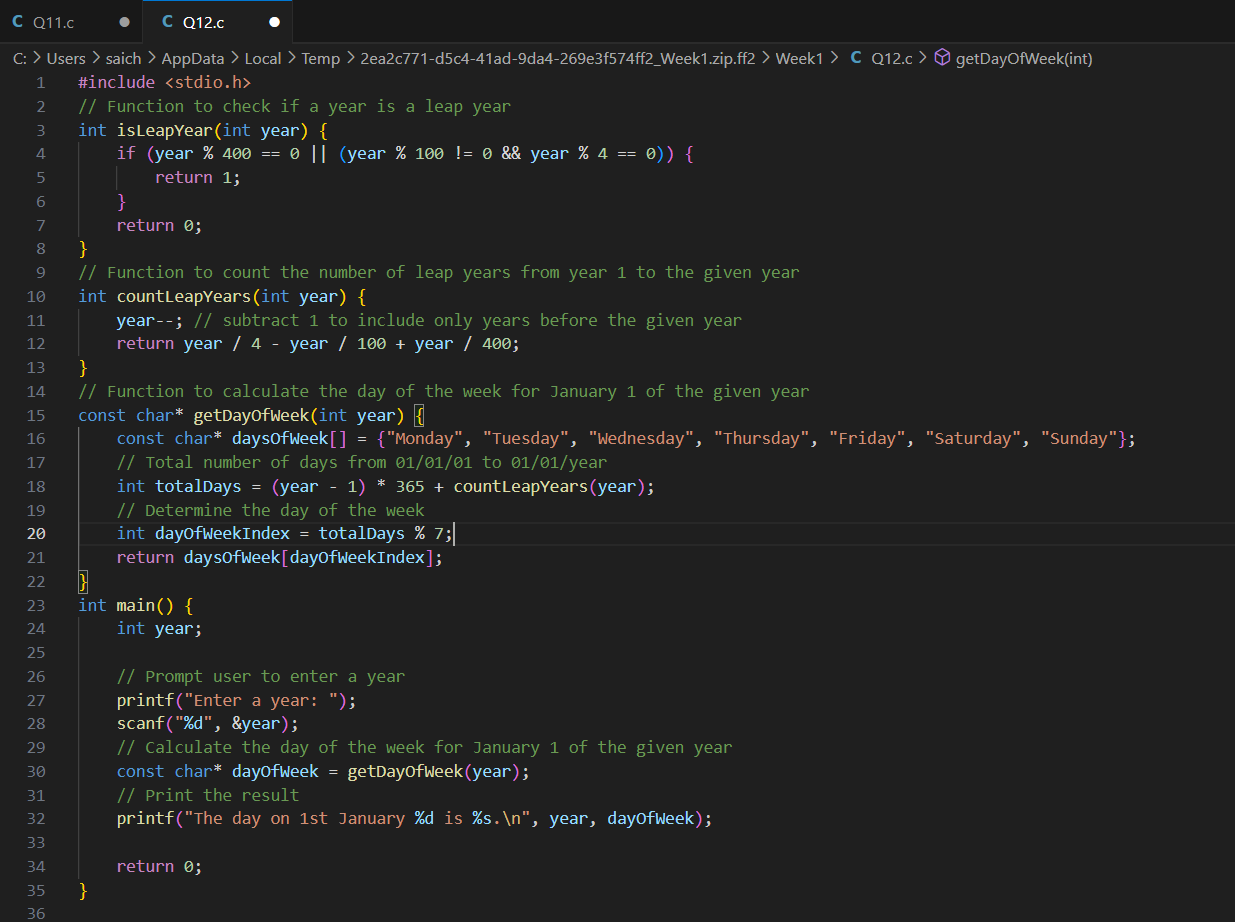 C Q11.c ● C Q12.c ●
C: > Users > saich > AppData > Local > Temp > 2ea2c771-d5c4-41ad-9da4-269e3f574ff2_Week1.zip.ff2 > Week1 > C Q12.c > getDayOfWeek(int)
1 #include <stdio.h>
2 // Function to check if a year is a leap year
3 int isLeapYear(int year) {
4     if (year % 400 == 0 || (year % 100 != 0 && year % 4 == 0)) {
5         return 1;
6     }
7     return 0;
8 }
9 // Function to count the number of leap years from year 1 to the given year
10 int countLeapYears(int year) {
11     year--; // subtract 1 to include only years before the given year
12     return year / 4 - year / 100 + year / 400;
13 }
14 // Function to calculate the day of the week for January 1 of the given year
15 const char* getDayOfWeek(int year) {
16     const char* daysOfWeek[] = {"Monday", "Tuesday", "Wednesday", "Thursday", "Friday", "Saturday", "Sunday"};
17     // Total number of days from 01/01/01 to 01/01/year
18     int totalDays = (year - 1) * 365 + countLeapYears(year);
19     // Determine the day of the week
20     int dayOfWeekIndex = totalDays % 7;
21     return daysOfWeek[dayOfWeekIndex];
22 }
23 int main() {
24     int year;
25
26     // Prompt user to enter a year
27     printf("Enter a year: ");
28     scanf("%d", &year);
29     // Calculate the day of the week for January 1 of the given year
30     const char* dayOfWeek = getDayOfWeek(year);
31     // Print the result
32     printf("The day on 1st January %d is %s.\n", year, dayOfWeek);
33
34     return 0;
35 }
36